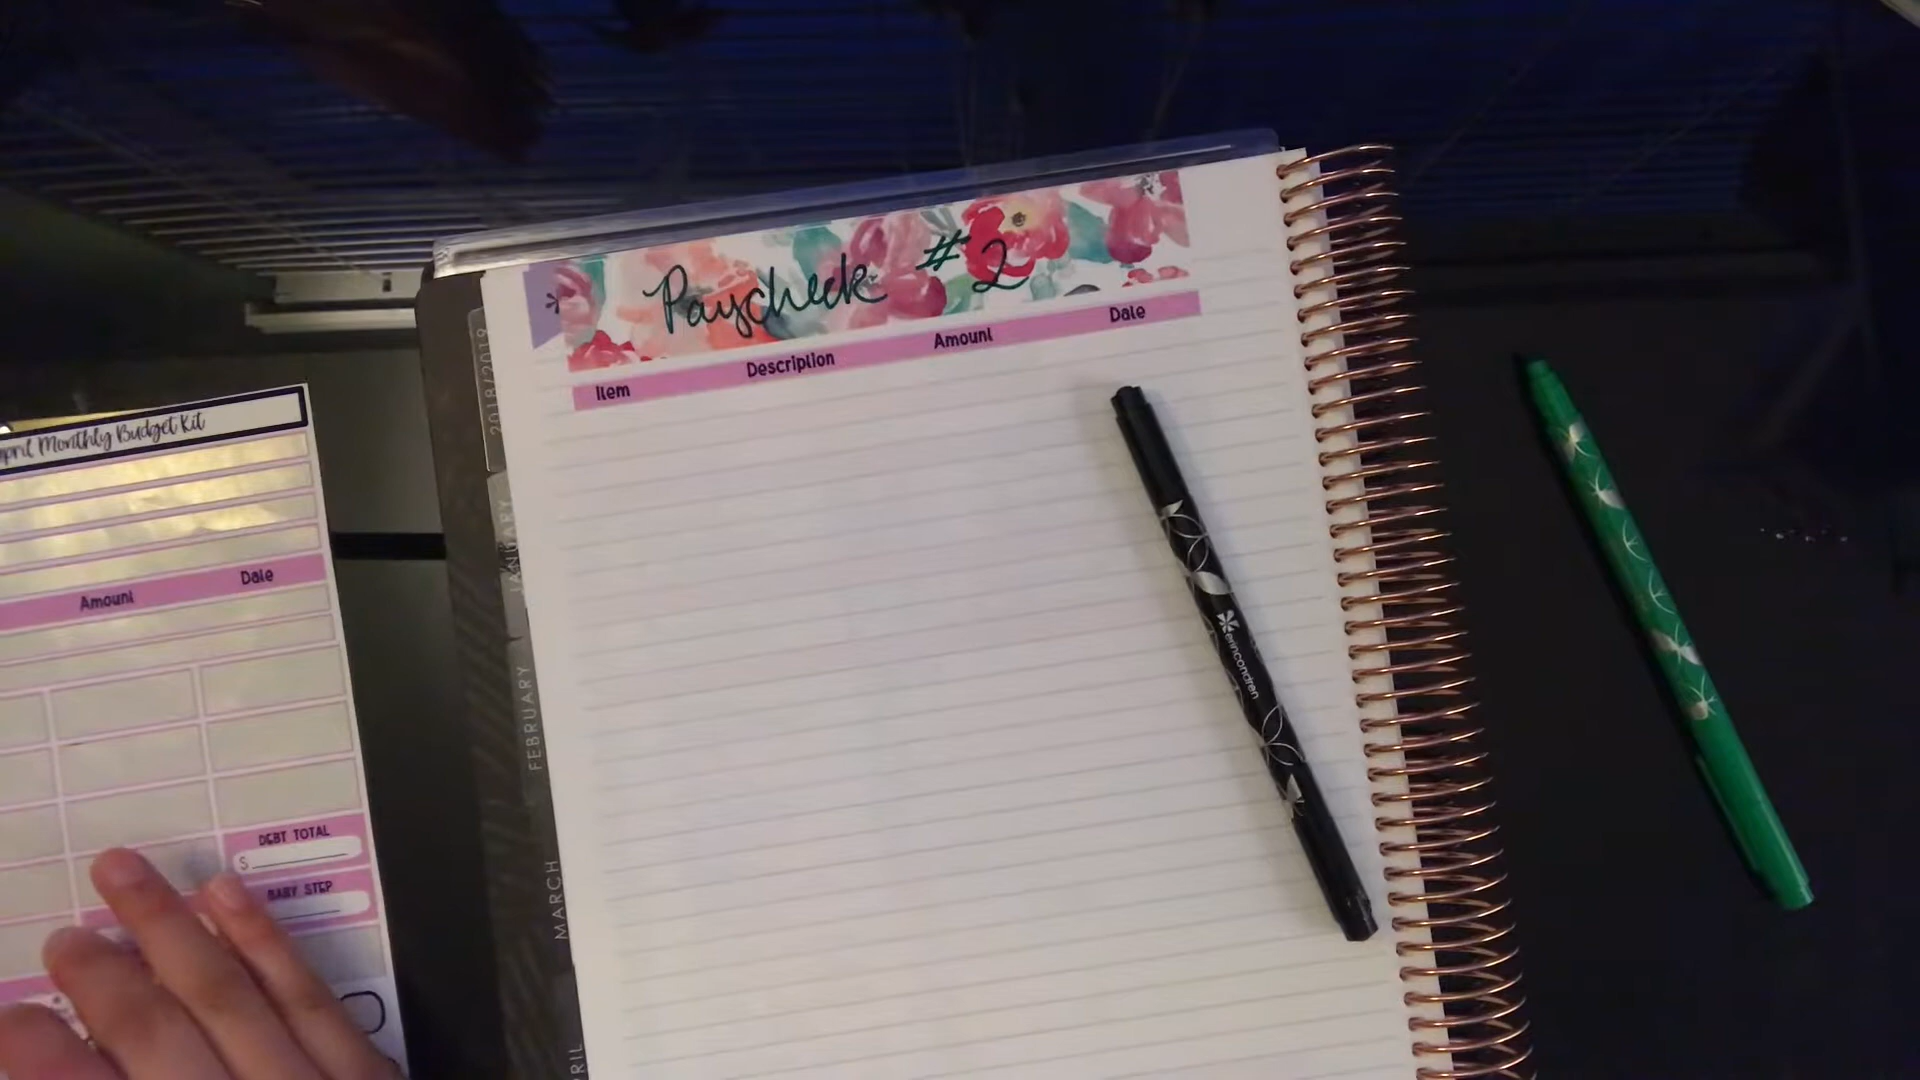 Paycheck #2
Item Description Amount Date
2018/2019
JANUARY
FEBRUARY
MARCH
erincondren
April Monthly Budget Kit
Amount Date
DEBT TOTAL
$
BABY STEP